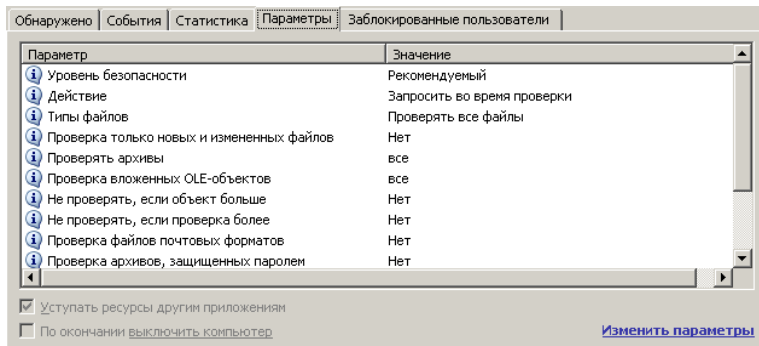 Обнаружено События Статистика Параметры Заблокированные пользователи
Параметр Значение
Уровень безопасности Рекомендуемый
Действие Запросить во время проверки
Типы файлов Проверять все файлы
Проверка только новых и измененных файлов Нет
Проверять архивы все
Проверка вложенных OLE-объектов все
Не проверять, если объект больше Нет
Не проверять, если проверка более Нет
Проверка файлов почтовых форматов Нет
Проверка архивов, защищенных паролем Нет
Уступать ресурсы другим приложениям
По окончании выключить компьютер Изменить параметры